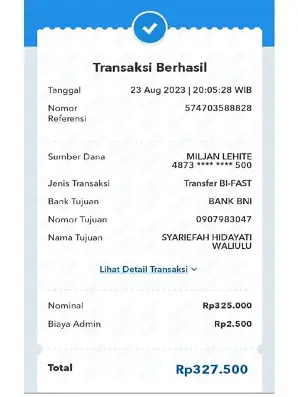 Transaksi Berhasil
Tanggal 23 Aug 2023 | 20:05:28 WIB
Nomor 574703588828
Referensi
Sumber Dana MILJAN LEHITE
4873 **** **** 500
Jenis Transaksi Transfer BI-FAST
Bank Tujuan BANK BNI
Nomor Tujuan 0907983047
Nama Tujuan SYARIEFAH HIDAYATI
WALIULU
Lihat Detail Transaksi
Nominal Rp325.000
Biaya Admin Rp2.500
Total Rp327.500